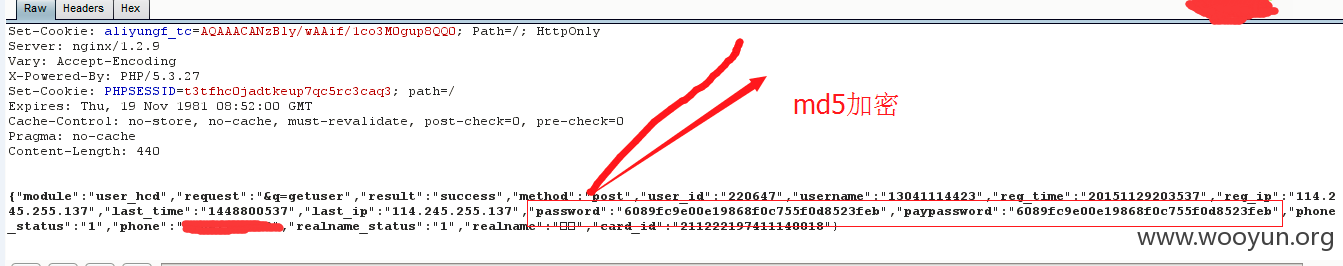 Raw Headers Hex
Set-Cookie: aliyungf_tc=AQAAACANzBly/wAAif/1co3M0gup8QQO; Path=/; HttpOnly
Server: nginx/1.2.9
Vary: Accept-Encoding
X-Powered-By: PHP/5.3.27
Set-Cookie: PHPSESSID=t3tfhc0jadtkeup7qc5rc3caq3; path=/
Expires: Thu, 19 Nov 1981 08:52:00 GMT
md5加密
Cache-Control: no-store, no-cache, must-revalidate, post-check=0, pre-check=0
Pragma: no-cache
Content-Length: 440
{"module":"user_hcd","request":"&q=getuser","result":"success","method":"post","user_id":"220647","username":"13041114423","reg_time":"20151129203537","reg_ip":"114.2
45.255.137","last_time":"1448800537","last_ip":"114.245.255.137","password":"6089fc9e00e19868f0c755f0d8523feb","paypassword":"6089fc9e00e19868f0c755f0d8523feb","phone
_status":"1","phone":" ","realname_status":"1","realname":"□□","card_id":"211222197411140018"}
www.wooyun.org